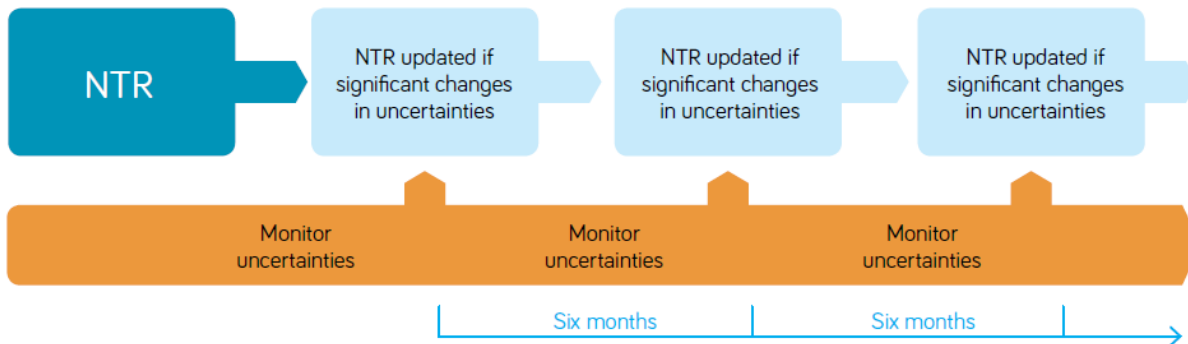 NTR
NTR updated if
significant changes
in uncertainties
NTR updated if
significant changes
in uncertainties
NTR updated if
significant changes
in uncertainties
Monitor
uncertainties
Monitor
uncertainties
Monitor
uncertainties
Six months
Six months